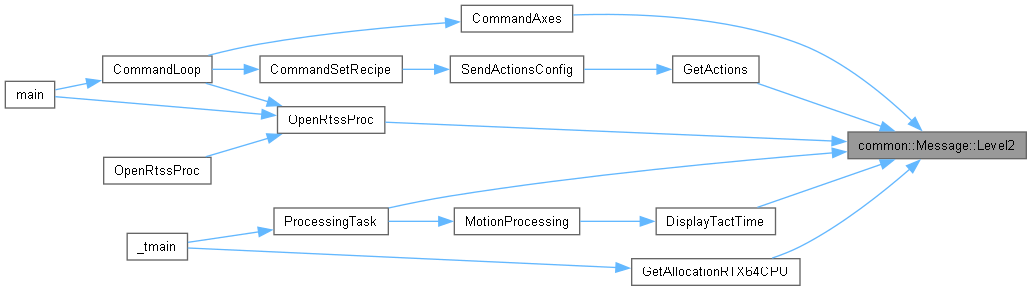 CommandAxes
CommandLoop
CommandSetRecipe
SendActionsConfig
GetActions
main
OpenRtssProc
common::Message::Level2
OpenRtssProc
ProcessingTask
MotionProcessing
DisplayTactTime
_tmain
GetAllocationRTX64CPU